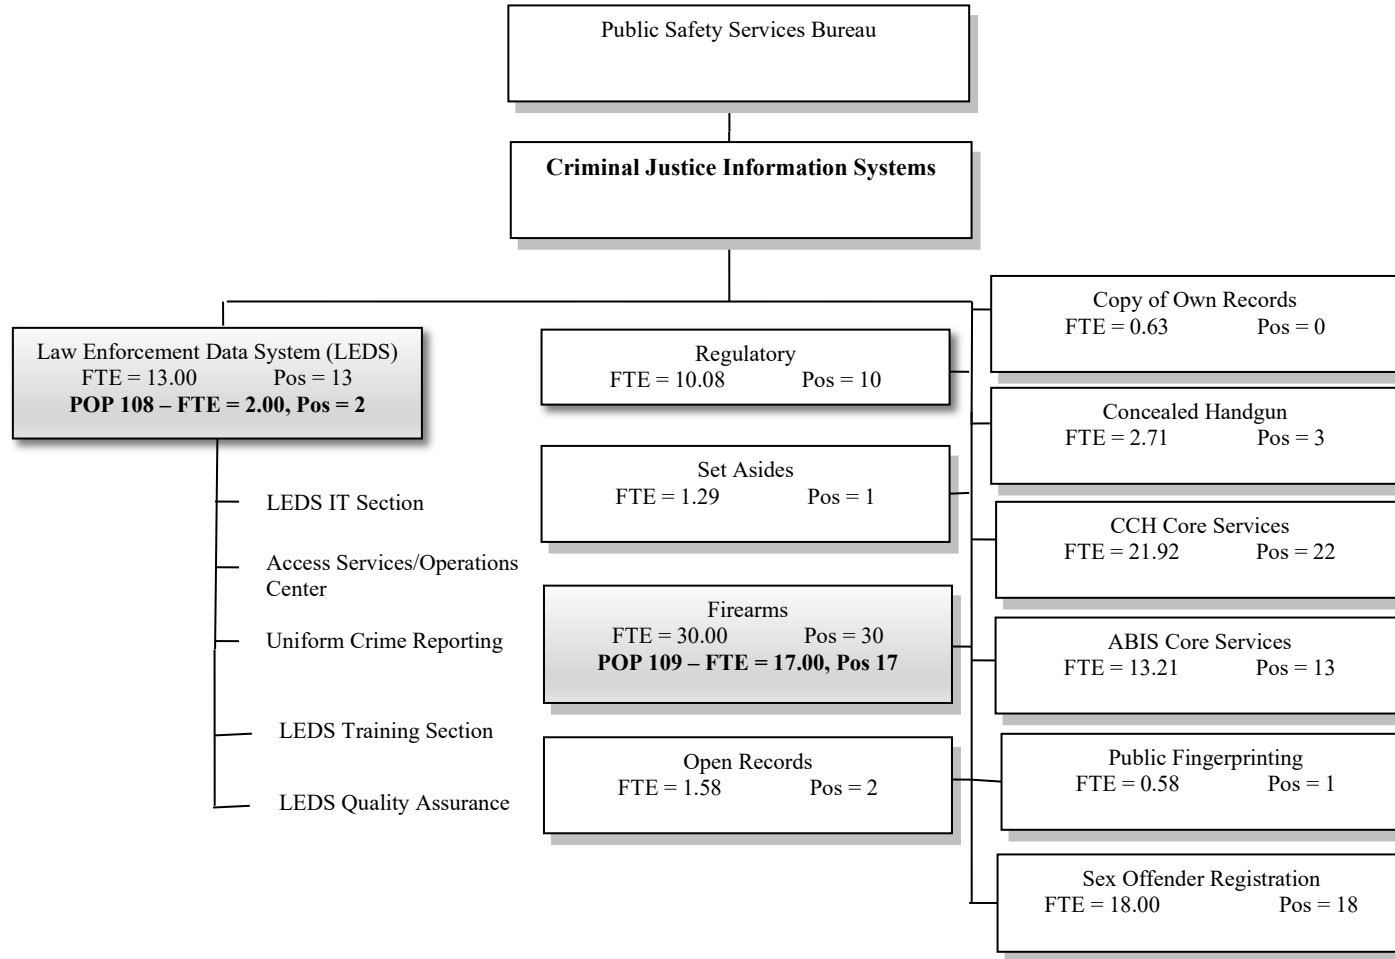 Public Safety Services Bureau
Criminal Justice Information Systems
Law Enforcement Data System (LEDS)
FTE = 13.00 Pos = 13
POP 108 – FTE = 2.00, Pos = 2
LEDS IT Section
Access Services/Operations
Center
Uniform Crime Reporting
LEDS Training Section
LEDS Quality Assurance
Regulatory
FTE = 10.08 Pos = 10
Set Asides
FTE = 1.29 Pos = 1
Firearms
FTE = 30.00 Pos = 30
POP 109 – FTE = 17.00, Pos 17
Open Records
FTE = 1.58 Pos = 2
Copy of Own Records
FTE = 0.63 Pos = 0
Concealed Handgun
FTE = 2.71 Pos = 3
CCH Core Services
FTE = 21.92 Pos = 22
ABIS Core Services
FTE = 13.21 Pos = 13
Public Fingerprinting
FTE = 0.58 Pos = 1
Sex Offender Registration
FTE = 18.00 Pos = 18